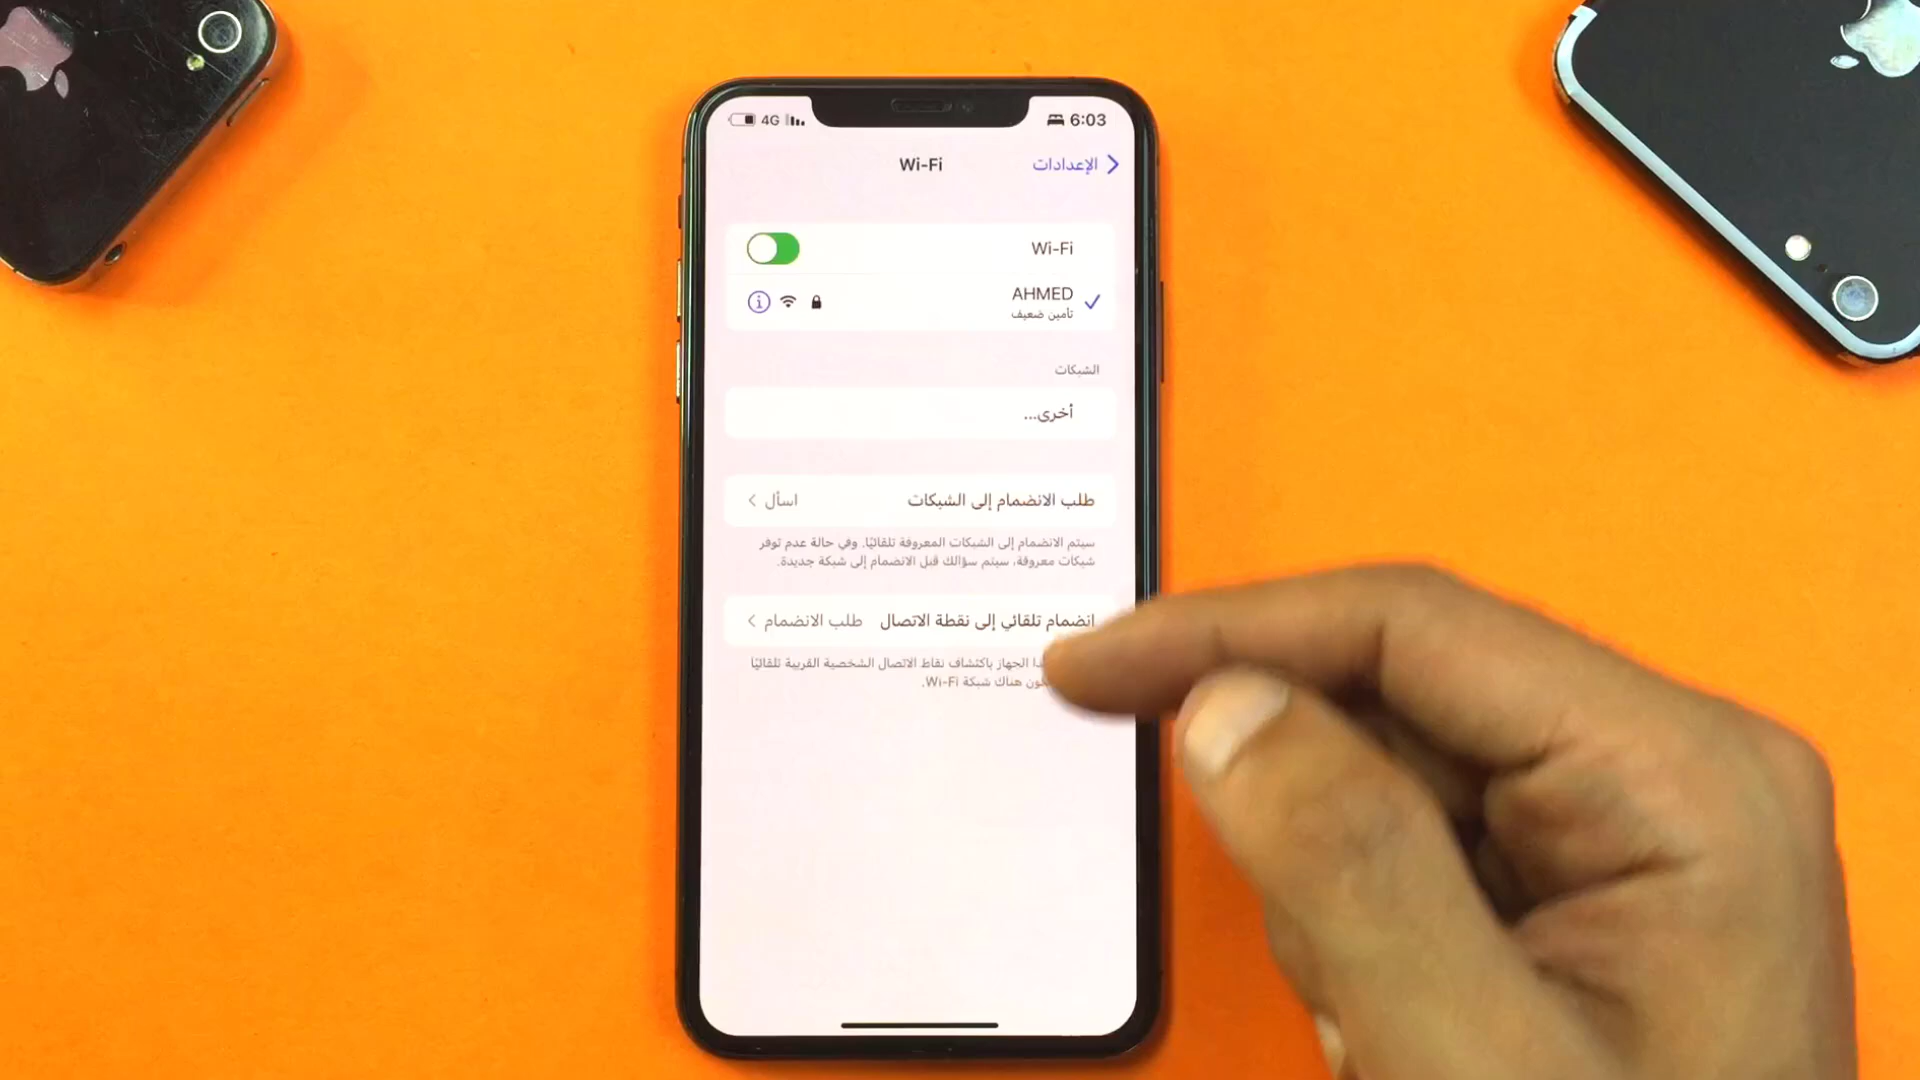 6:03
4G
الإعدادات
Wi-Fi
Wi-Fi
AHMED
تأمين ضعيف
الشبكات
أخرى...
طلب الانضمام إلى الشبكات اسأل
سيتم الانضمام إلى الشبكات المعروفة تلقائيًا. وفي حالة عدم توفر
شبكات معروفة، سيتم سؤالك قبل الانضمام إلى شبكة جديدة.
انضمام تلقائي إلى نقطة الاتصال طلب الانضمام
الجهاز باكتشاف نقاط الاتصال الشخصية القريبة تلقائيًا
هناك شبكة Wi-Fi.